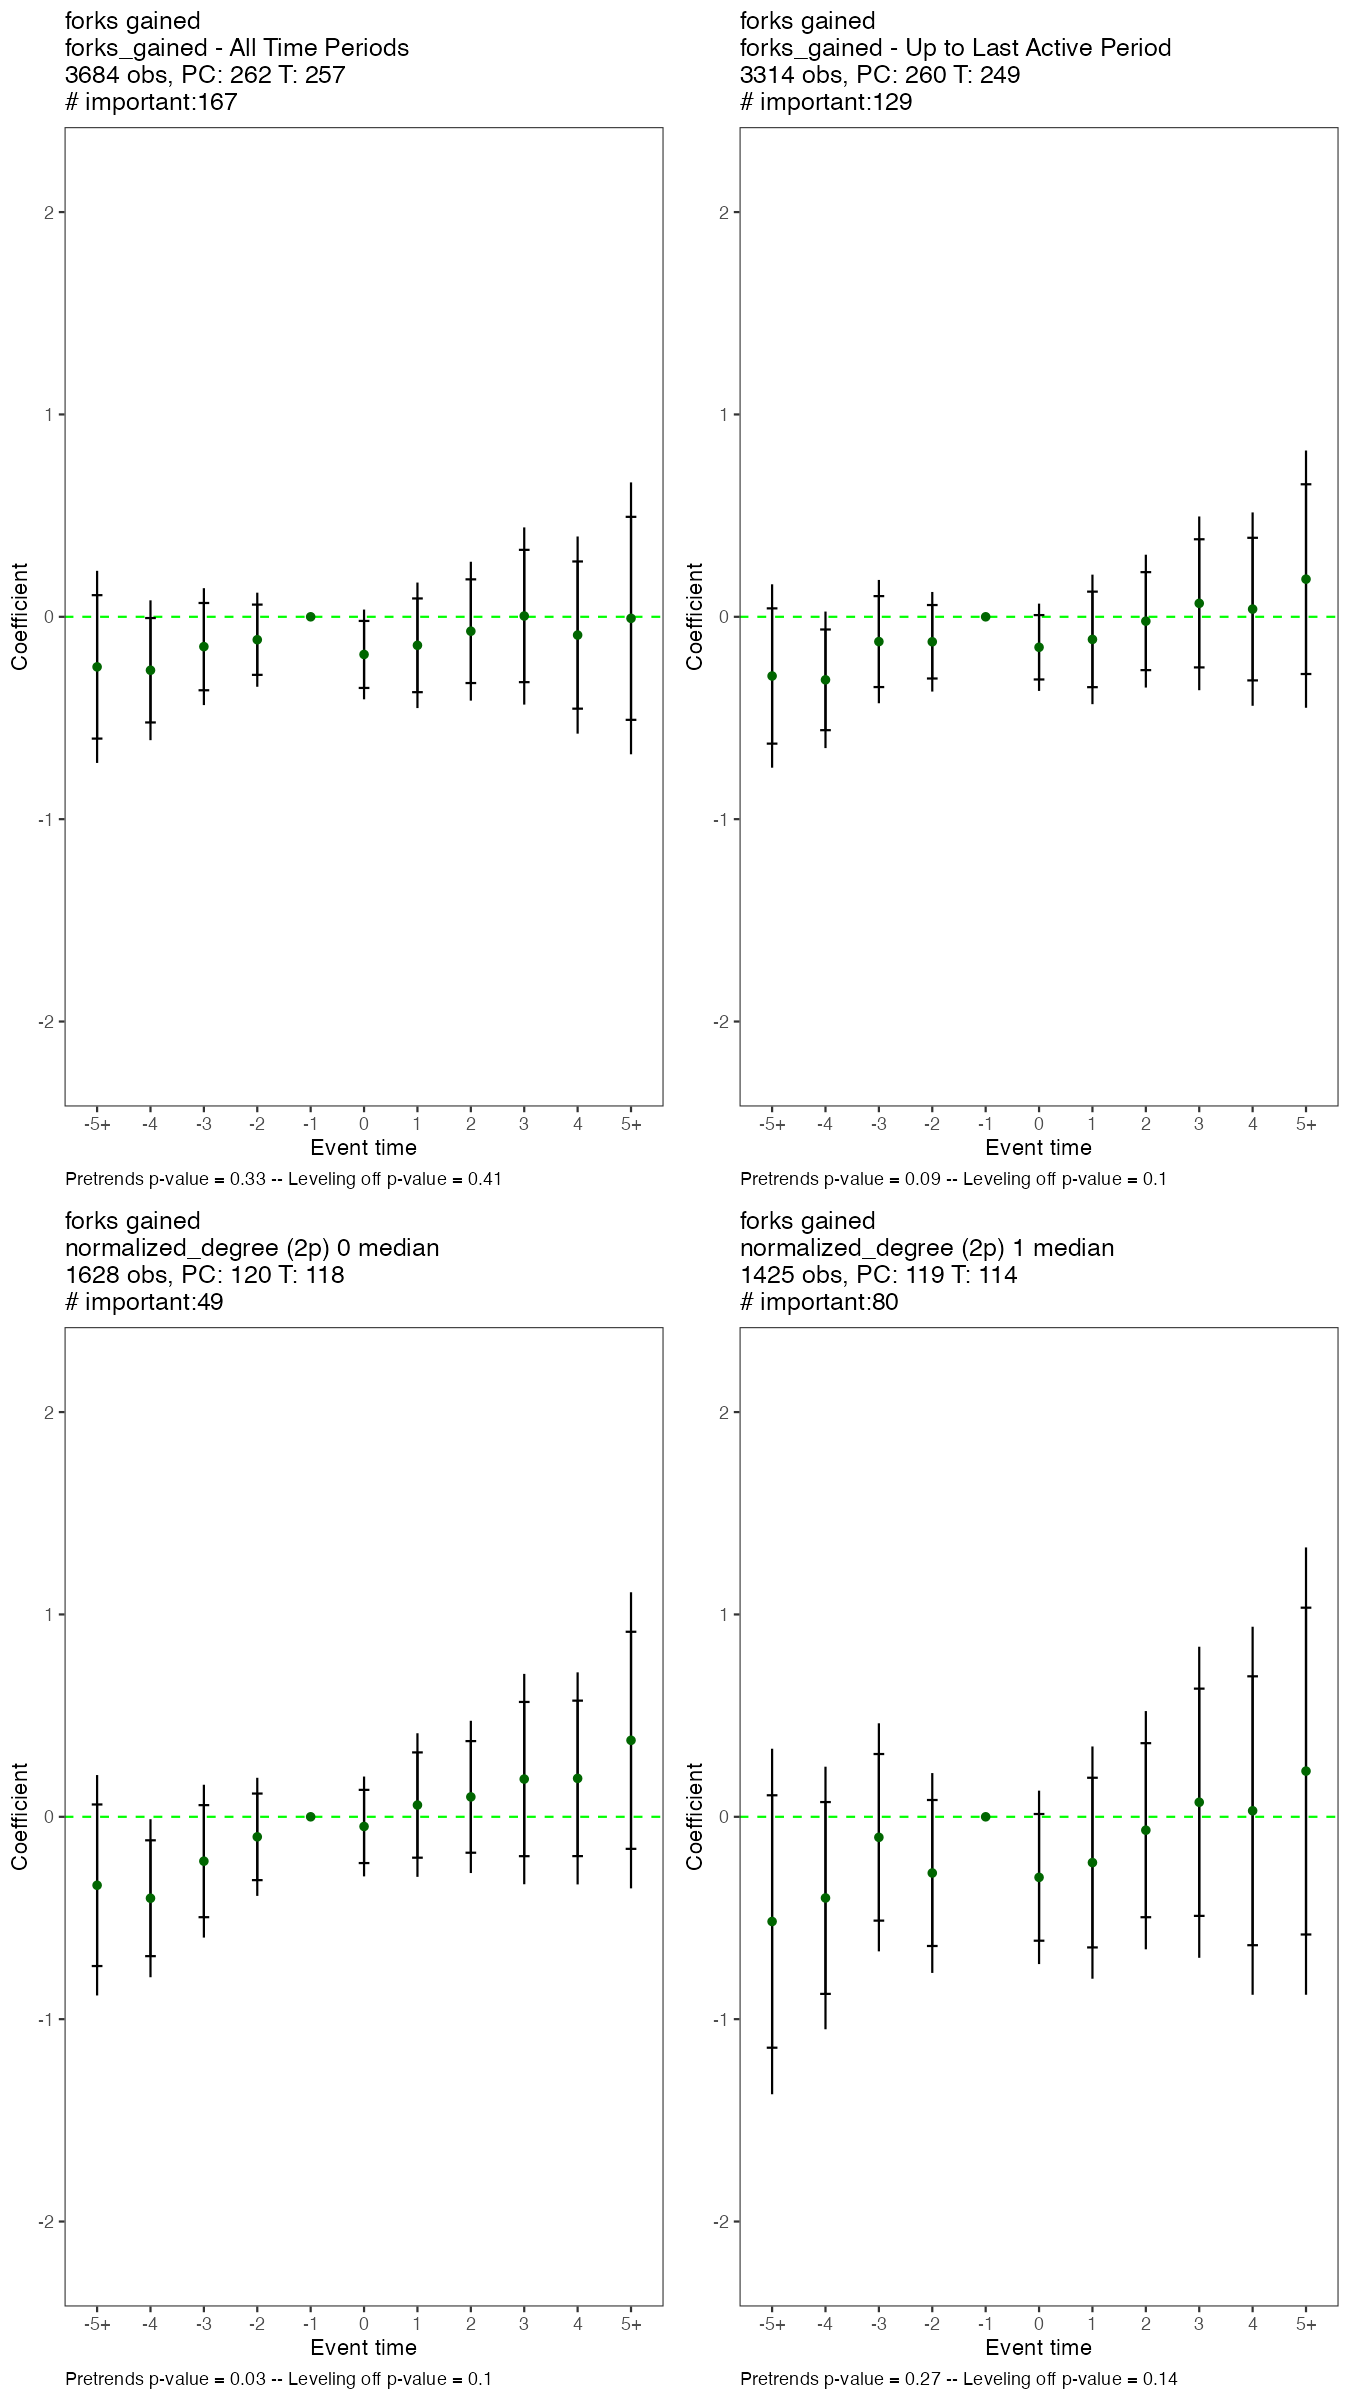 forks gained
forks_gained - All Time Periods
3684 obs, PC: 262 T: 257
# important:167
2
1
0
-1
-2
Coefficient
-5+ -4 -3 -2 -1 0 1 2 3 4 5+
Event time
Pretrends p-value = 0.33 -- Leveling off p-value = 0.41
forks gained
forks_gained - Up to Last Active Period
3314 obs, PC: 260 T: 249
# important:129
2
1
0
-1
-2
Coefficient
-5+ -4 -3 -2 -1 0 1 2 3 4 5+
Event time
Pretrends p-value = 0.09 -- Leveling off p-value = 0.1
forks gained
normalized_degree (2p) 0 median
1628 obs, PC: 120 T: 118
# important:49
2
1
0
-1
-2
Coefficient
-5+ -4 -3 -2 -1 0 1 2 3 4 5+
Event time
Pretrends p-value = 0.03 -- Leveling off p-value = 0.1
forks gained
normalized_degree (2p) 1 median
1425 obs, PC: 119 T: 114
# important:80
2
1
0
-1
-2
Coefficient
-5+ -4 -3 -2 -1 0 1 2 3 4 5+
Event time
Pretrends p-value = 0.27 -- Leveling off p-value = 0.14